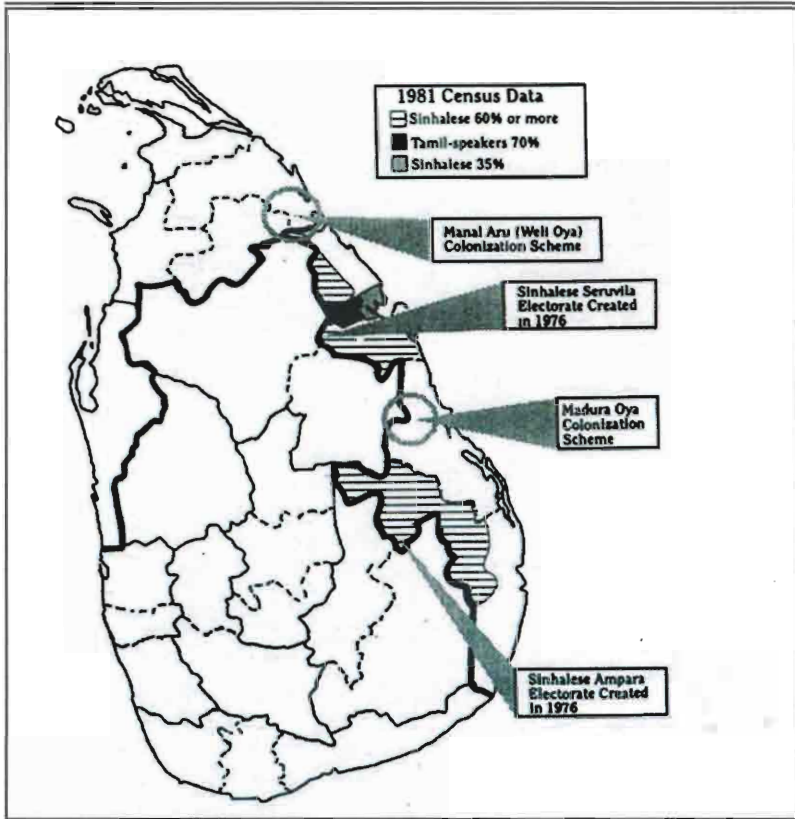 1981 Census Data
Sinhalese 60% or more
Tamil-speakers 70%
Sinhalese 35%
Manal Aru (Weli Oya)
Colonization Scheme
Sinhalese Seruvila
Electorate Created
in 1976
Madura Oya
Colonization
Scheme
Sinhalese Ampara
Electorate Created
in 1976